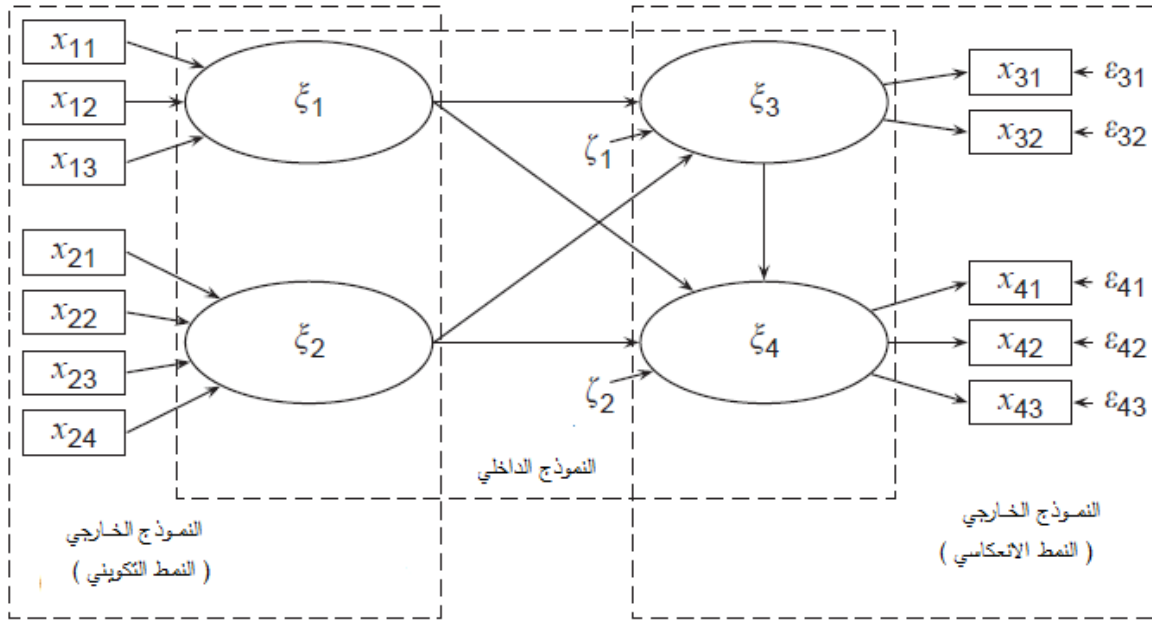 x11
x12
x13
ξ1
x21
x22
x23
x24
ξ2
ξ3
ζ1
x31
ε31
x32
ε32
ξ4
ζ2
x41
ε41
x42
ε42
x43
ε43
النموذج الداخلي
النموذج الخارجي
( النمط التكويني )
النموذج الخارجي
( النمط الانعكاسي )